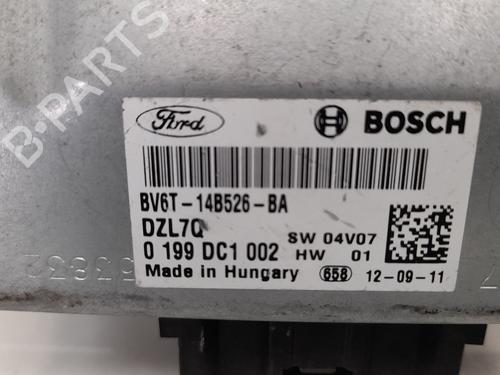 B-PARTS
Ford BOSCH
BV6T-14B526-BA
DZL7Q
0 199 DC1 002 SW 04V07
HW 01
Made in Hungary 658 12-09-11